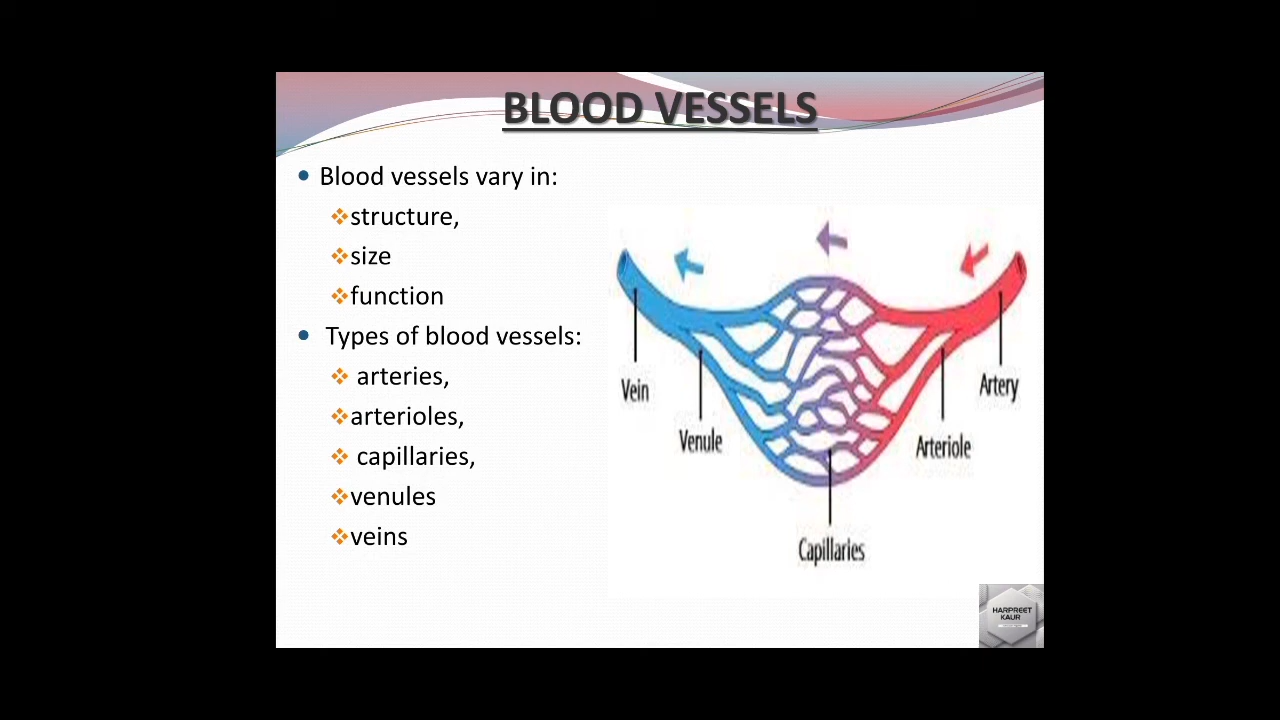 BLOOD VESSELS
Blood vessels vary in:
structure,
size
function
Types of blood vessels:
arteries,
arterioles,
capillaries,
venules
veins
Vein
Venule
Capillaries
Arteriole
Artery
HARPREET
KAUR